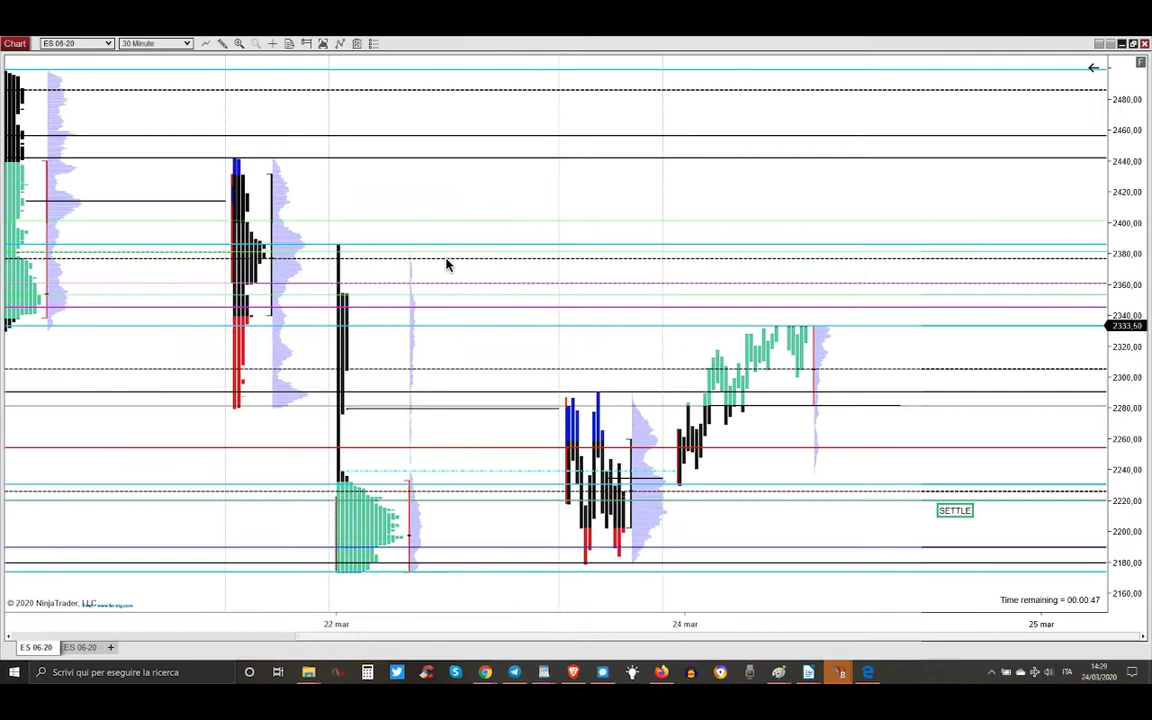 Chart ES 06-20 30 Minute
F
2480,00
2460,00
2440,00
2420,00
2400,00
2380,00
2360,00
2340,00
2333,50
2320,00
2300,00
2280,00
2260,00
2240,00
2220,00
SETTLE
2200,00
2180,00
2160,00
© 2020 NinjaTrader, LLC
Time remaining = 00:00:47
22 mar 24 mar 25 mar
ES 06-20 ES 06-20 +
Scrivi qui per eseguire la ricerca
8
ITA
14:29
24/03/2020